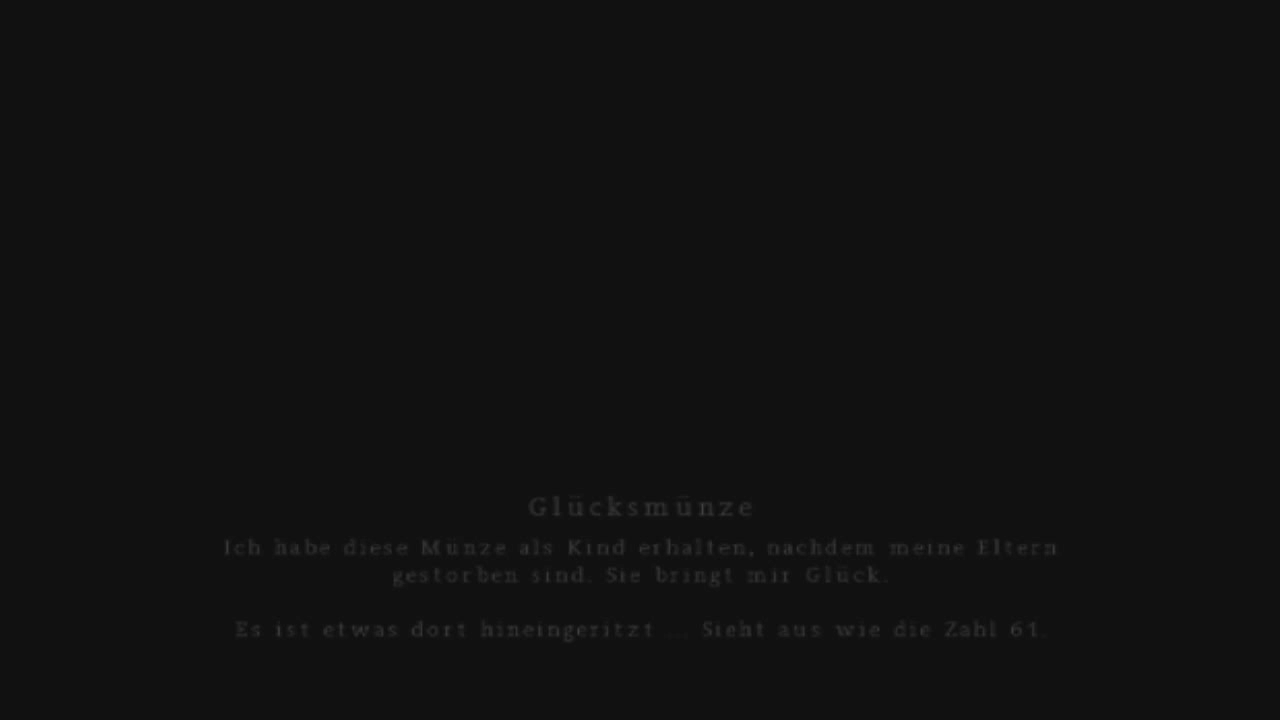 Glücksmünze
Ich habe diese Münze als Kind erhalten, nachdem meine Eltern
gestorben sind. Sie bringt mir Glück.
Es ist etwas dort hineingeritzt ... Sieht aus wie die Zahl 61.